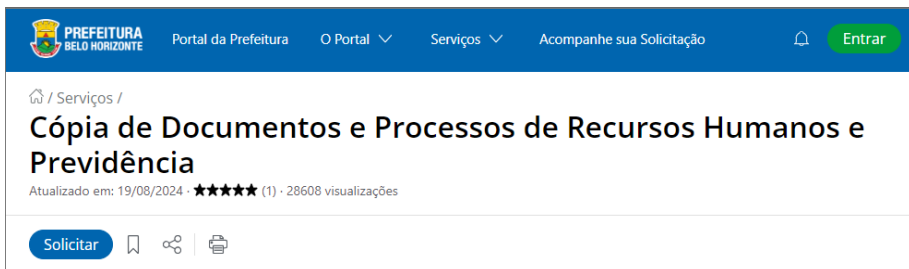 PREFEITURA
BELO HORIZONTE
Portal da Prefeitura O Portal Serviços Acompanhe sua Solicitação Entrar
/ Serviços /
Cópia de Documentos e Processos de Recursos Humanos e
Previdência
Atualizado em: 19/08/2024 · ★★★★★ (1) · 28608 visualizações
Solicitar